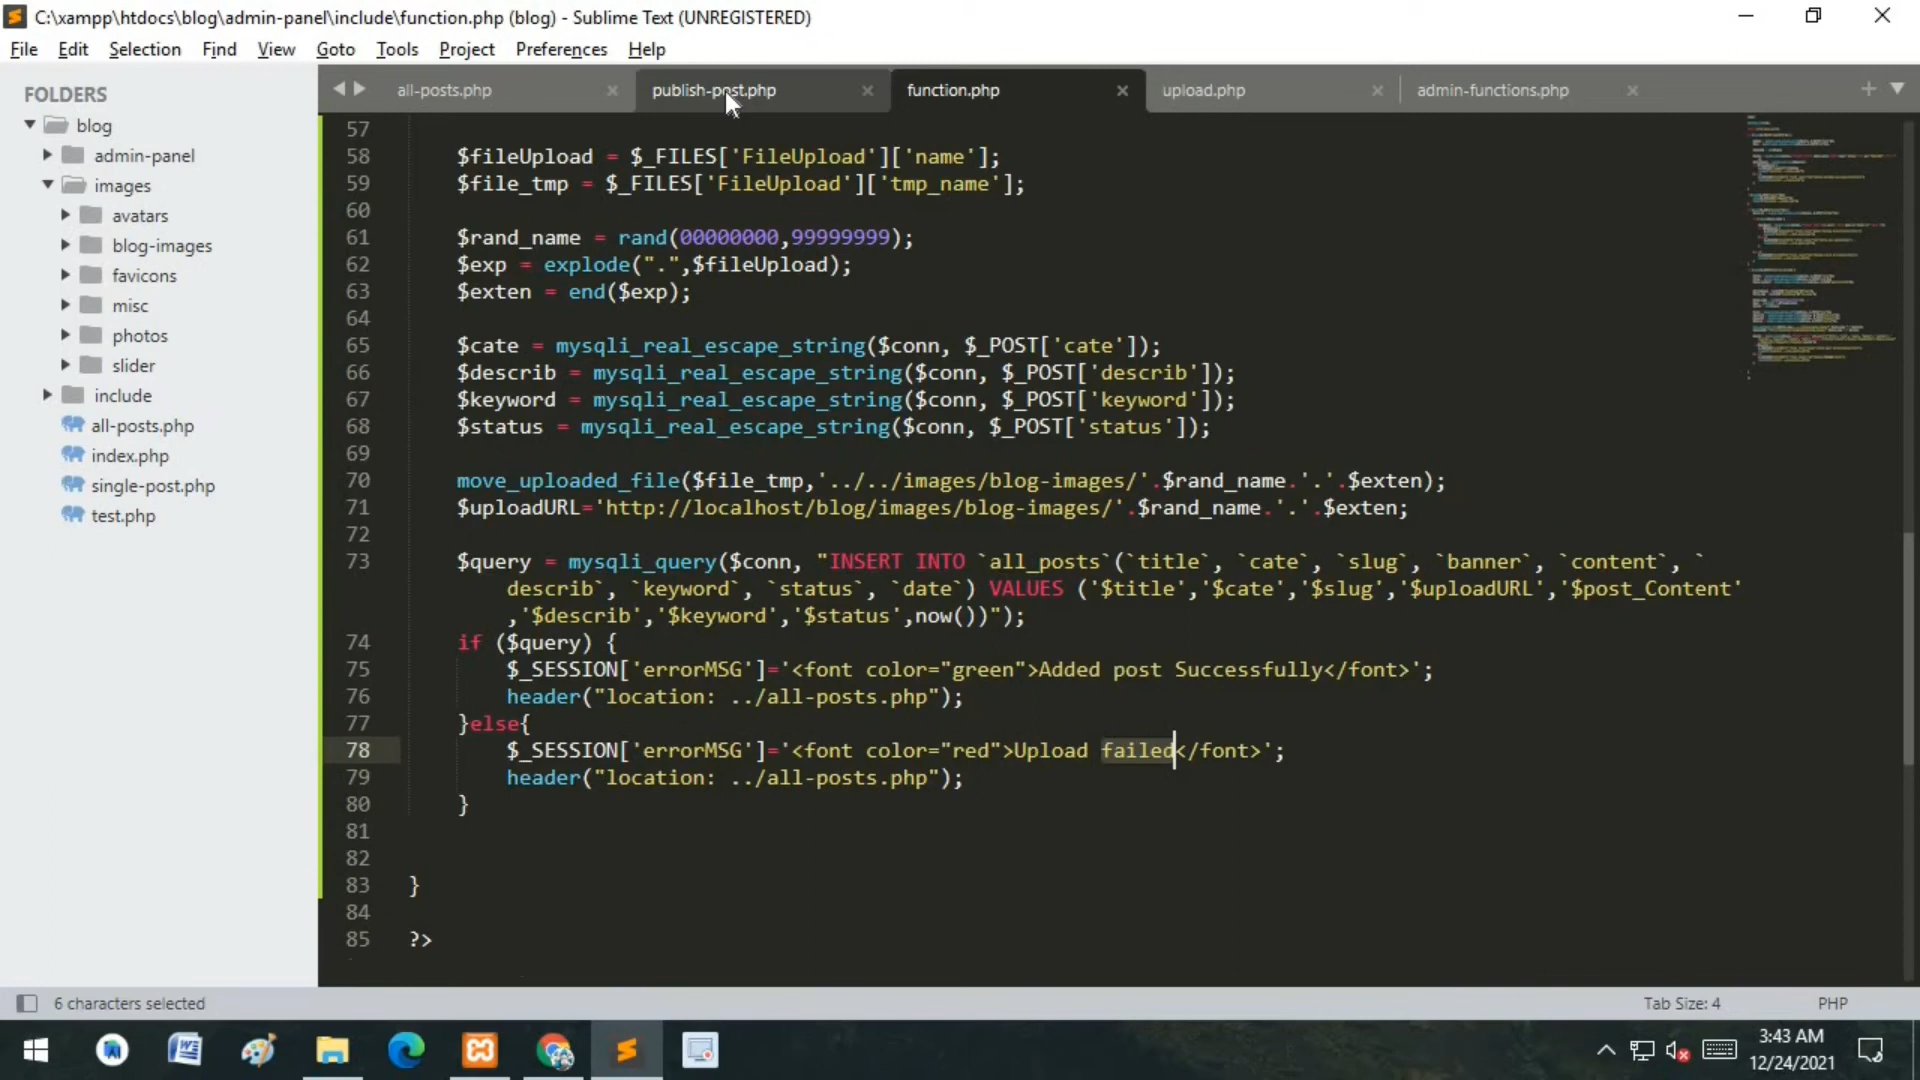 C:\xampp\htdocs\blog\admin-panel\include\function.php (blog) - Sublime Text (UNREGISTERED)
File Edit Selection Find View Goto Tools Project Preferences Help
FOLDERS
blog
admin-panel
images
avatars
blog-images
favicons
misc
photos
slider
include
all-posts.php
index.php
single-post.php
test.php
all-posts.php publish-post.php function.php upload.php admin-functions.php
57
58 $fileUpload = $_FILES['FileUpload']['name'];
59 $file_tmp = $_FILES['FileUpload']['tmp_name'];
60
61 $rand_name = rand(00000000,99999999);
62 $exp = explode(".",$fileUpload);
63 $exten = end($exp);
64
65 $cate = mysqli_real_escape_string($conn, $_POST['cate']);
66 $describ = mysqli_real_escape_string($conn, $_POST['describ']);
67 $keyword = mysqli_real_escape_string($conn, $_POST['keyword']);
68 $status = mysqli_real_escape_string($conn, $_POST['status']);
69
70 move_uploaded_file($file_tmp,'../../images/blog-images/'.$rand_name.'.'.$exten);
71 $uploadURL='http://localhost/blog/images/blog-images/'.$rand_name.'.'.$exten;
72
73 $query = mysqli_query($conn, "INSERT INTO `all_posts`(`title`, `cate`, `slug`, `banner`, `content`, `
describ`, `keyword`, `status`, `date`) VALUES ('$title','$cate','$slug','$uploadURL','$post_Content'
,'$describ','$keyword','$status',now())");
74 if ($query) {
75 $_SESSION['errorMSG']='<font color="green">Added post Successfully</font>';
76 header("location: ../all-posts.php");
77 }else{
78 $_SESSION['errorMSG']='<font color="red">Upload failed</font>';
79 header("location: ../all-posts.php");
80 }
81
82
83 }
84
85 ?>
6 characters selected Tab Size: 4 PHP
3:43 AM
12/24/2021